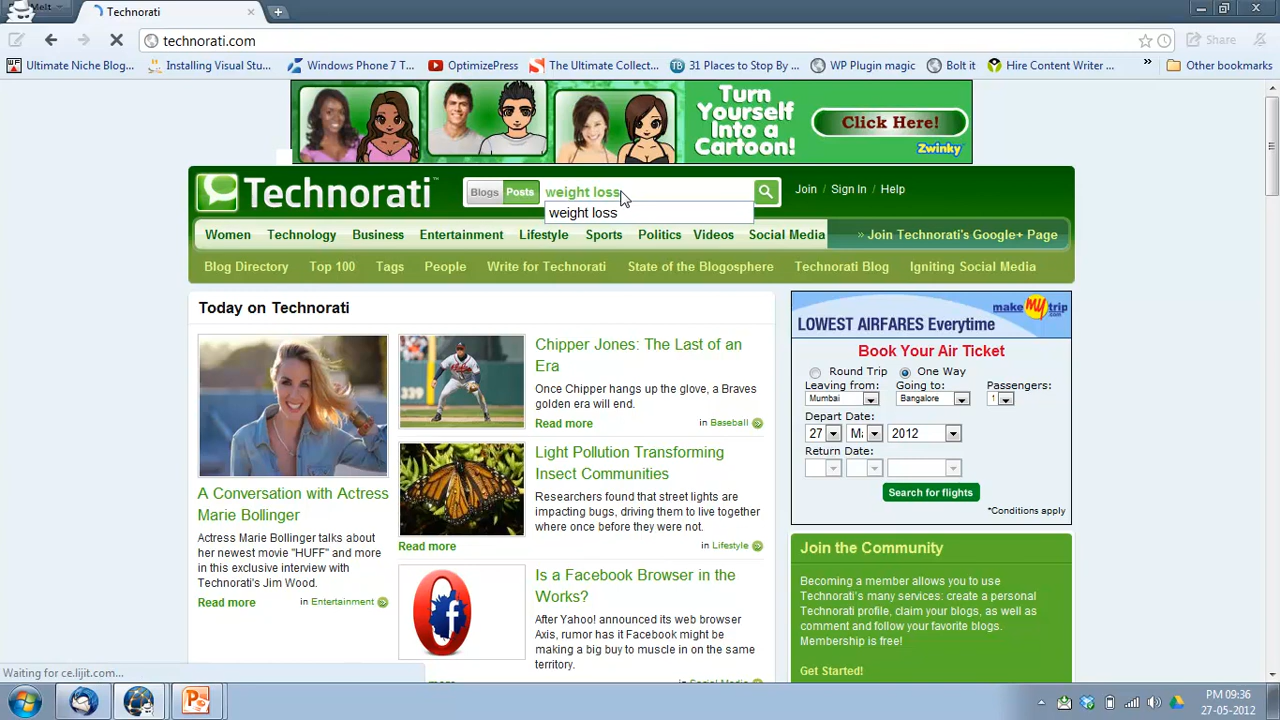 Melt
Technorati
technorati.com
Share
Ultimate Niche Blog...
Installing Visual Stu...
Windows Phone 7 T...
OptimizePress
The Ultimate Collect...
31 Places to Stop By ...
WP Plugin magic
Bolt it
Hire Content Writer ...
»
Other bookmarks
Turn
Yourself
Into a
Cartoon!
Click Here!
Zwinky
Technorati™
Blogs
Posts
weight loss
Join / Sign In / Help
weight loss
Women
Technology
Business
Entertainment
Lifestyle
Sports
Politics
Videos
Social Media
» Join Technorati's Google+ Page
Blog Directory
Top 100
Tags
People
Write for Technorati
State of the Blogosphere
Technorati Blog
Igniting Social Media
Today on Technorati
A Conversation with Actress
Marie Bollinger
Actress Marie Bollinger talks about
her newest movie "HUFF" and more
in this exclusive interview with
Technorati's Jim Wood.
Read more
in Entertainment
Chipper Jones: The Last of an
Era
Once Chipper hangs up the glove, a Braves
golden era will end.
Read more
in Baseball
Light Pollution Transforming
Insect Communities
Researchers found that street lights are
impacting bugs, driving them to live together
where once before they were not.
Read more
in Lifestyle
Is a Facebook Browser in the
Works?
After Yahoo! announced its web browser
Axis, rumor has it Facebook might be
making a big buy to muscle in on the same
territory.
make my trip
.com
LOWEST AIRFARES Everytime
Book Your Air Ticket
Round Trip
One Way
Leaving from:
Going to:
Passengers:
Mumbai
Bangalore
1
Depart Date:
27
2012
Return Date:
Search for flights
*Conditions apply
Join the Community
Becoming a member allows you to use
Technorati's many services: create a personal
Technorati profile, claim your blogs, as well as
comment and follow your favorite blogs.
Membership is free!
Get Started!
Waiting for ce.lijit.com...
PM 09:36
27-05-2012